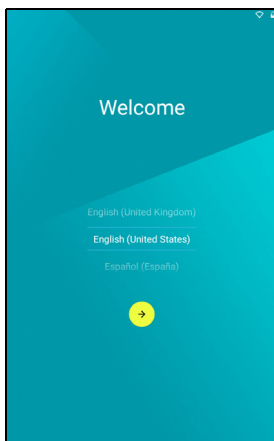 Welcome
English (United Kingdom)
English (United States)
Español (España)